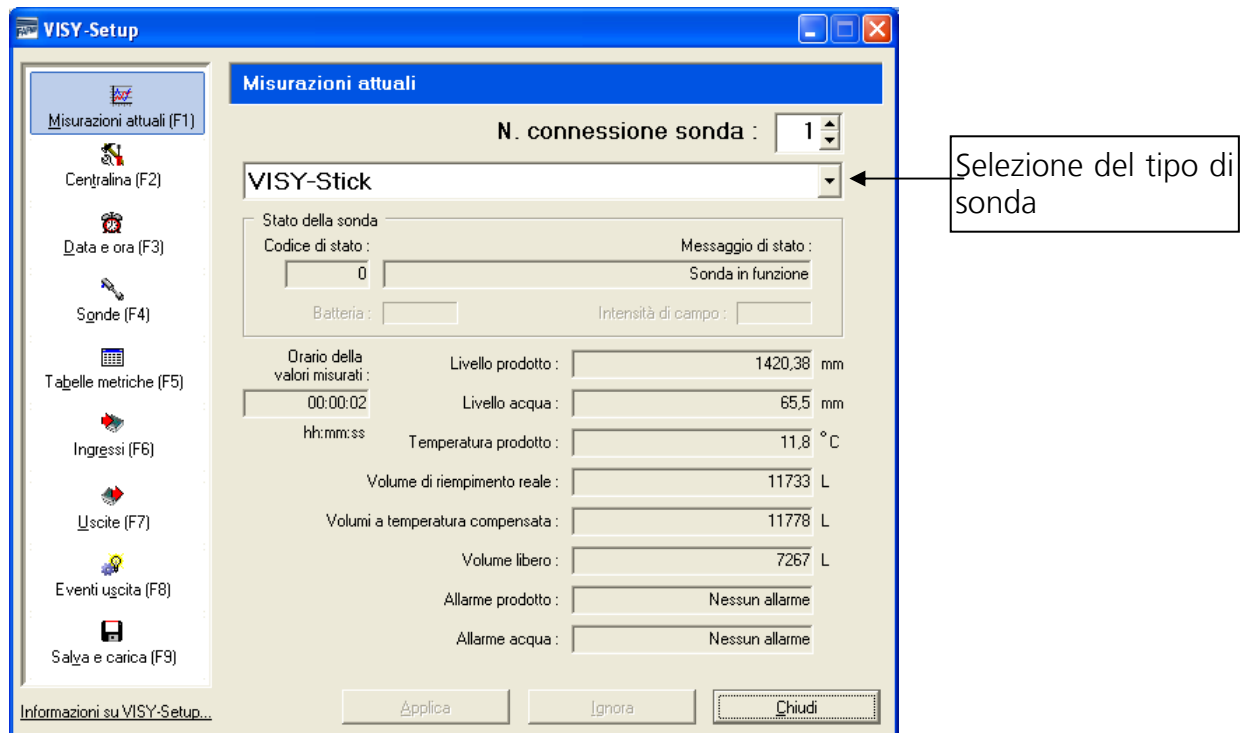 VISY-Setup
Misurazioni attuali (F1)
Centralina (F2)
Data e ora (F3)
Sonde (F4)
Tabelle metriche (F5)
Ingressi (F6)
Uscite (F7)
Eventi uscita (F8)
Salva e carica (F9)
Informazioni su VISY-Setup...
Misurazioni attuali
N. connessione sonda : 1
VISY-Stick
Stato della sonda
Codice di stato : Messaggio di stato :
0 Sonda in funzione
Batteria : Intensità di campo :
Orario della
valori misurati :
00:00:02
hh:mm:ss
Livello prodotto : 1420,38 mm
Livello acqua : 65,5 mm
Temperatura prodotto : 11,8 °C
Volume di riempimento reale : 11733 L
Volumi a temperatura compensata : 11778 L
Volume libero : 7267 L
Allarme prodotto : Nessun allarme
Allarme acqua : Nessun allarme
Applica Ignora Chiudi
Selezione del tipo di
sonda